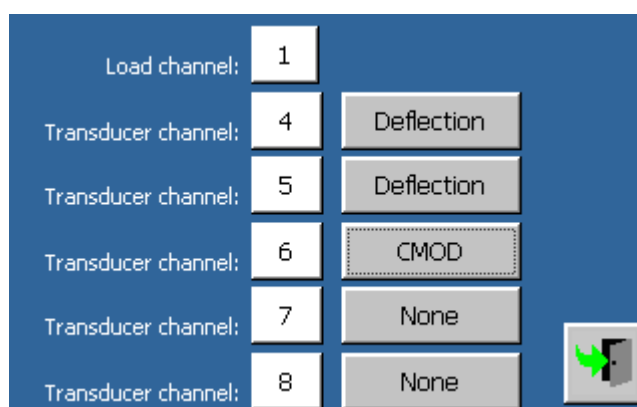 Load channel: 1
Transducer channel: 4 Deflection
Transducer channel: 5 Deflection
Transducer channel: 6 CMOD
Transducer channel: 7 None
Transducer channel: 8 None